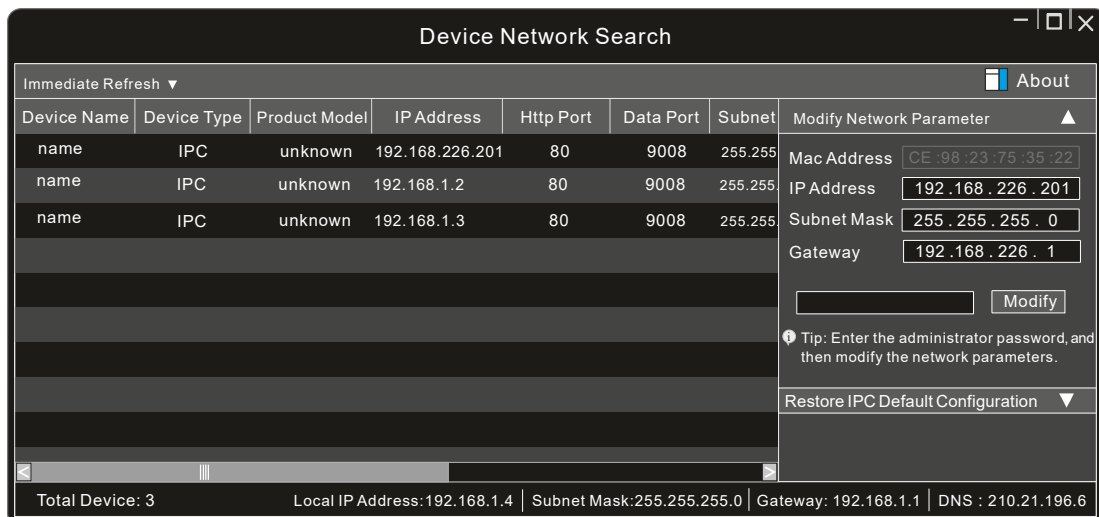 Device Network Search
Immediate Refresh ▼
About
Device Name Device Type Product Model IP Address Http Port Data Port Subnet
name IPC unknown 192.168.226.201 80 9008 255.255
name IPC unknown 192.168.1.2 80 9008 255.255.
name IPC unknown 192.168.1.3 80 9008 255.255.
Modify Network Parameter ▲
Mac Address CE :98 :23 :75 :35 :22
IP Address 192 .168 . 226 . 201
Subnet Mask 255 . 255 . 255 . 0
Gateway 192 .168 . 226 . 1
Modify
Tip: Enter the administrator password, and
then modify the network parameters.
Restore IPC Default Configuration ▼
Total Device: 3 Local IP Address:192.168.1.4 Subnet Mask:255.255.255.0 Gateway: 192.168.1.1 DNS : 210.21.196.6